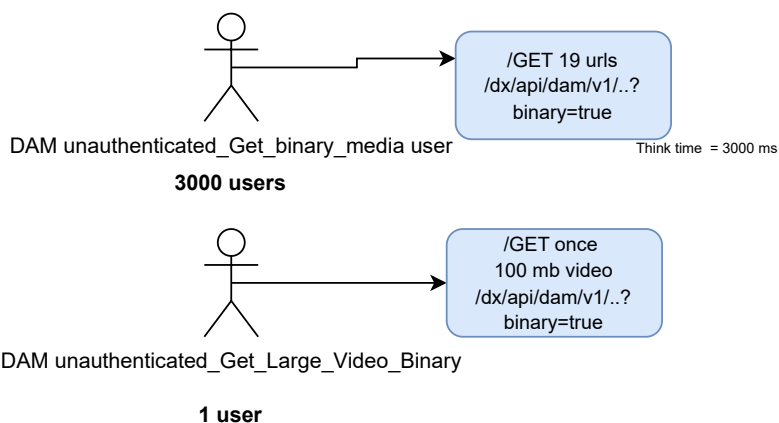 /GET 19 urls
/dx/api/dam/v1/..?
binary=true
DAM unauthenticated_Get_binary_media user
Think time = 3000 ms
3000 users
/GET once
100 mb video
/dx/api/dam/v1/..?
binary=true
DAM unauthenticated_Get_Large_Video_Binary
1 user